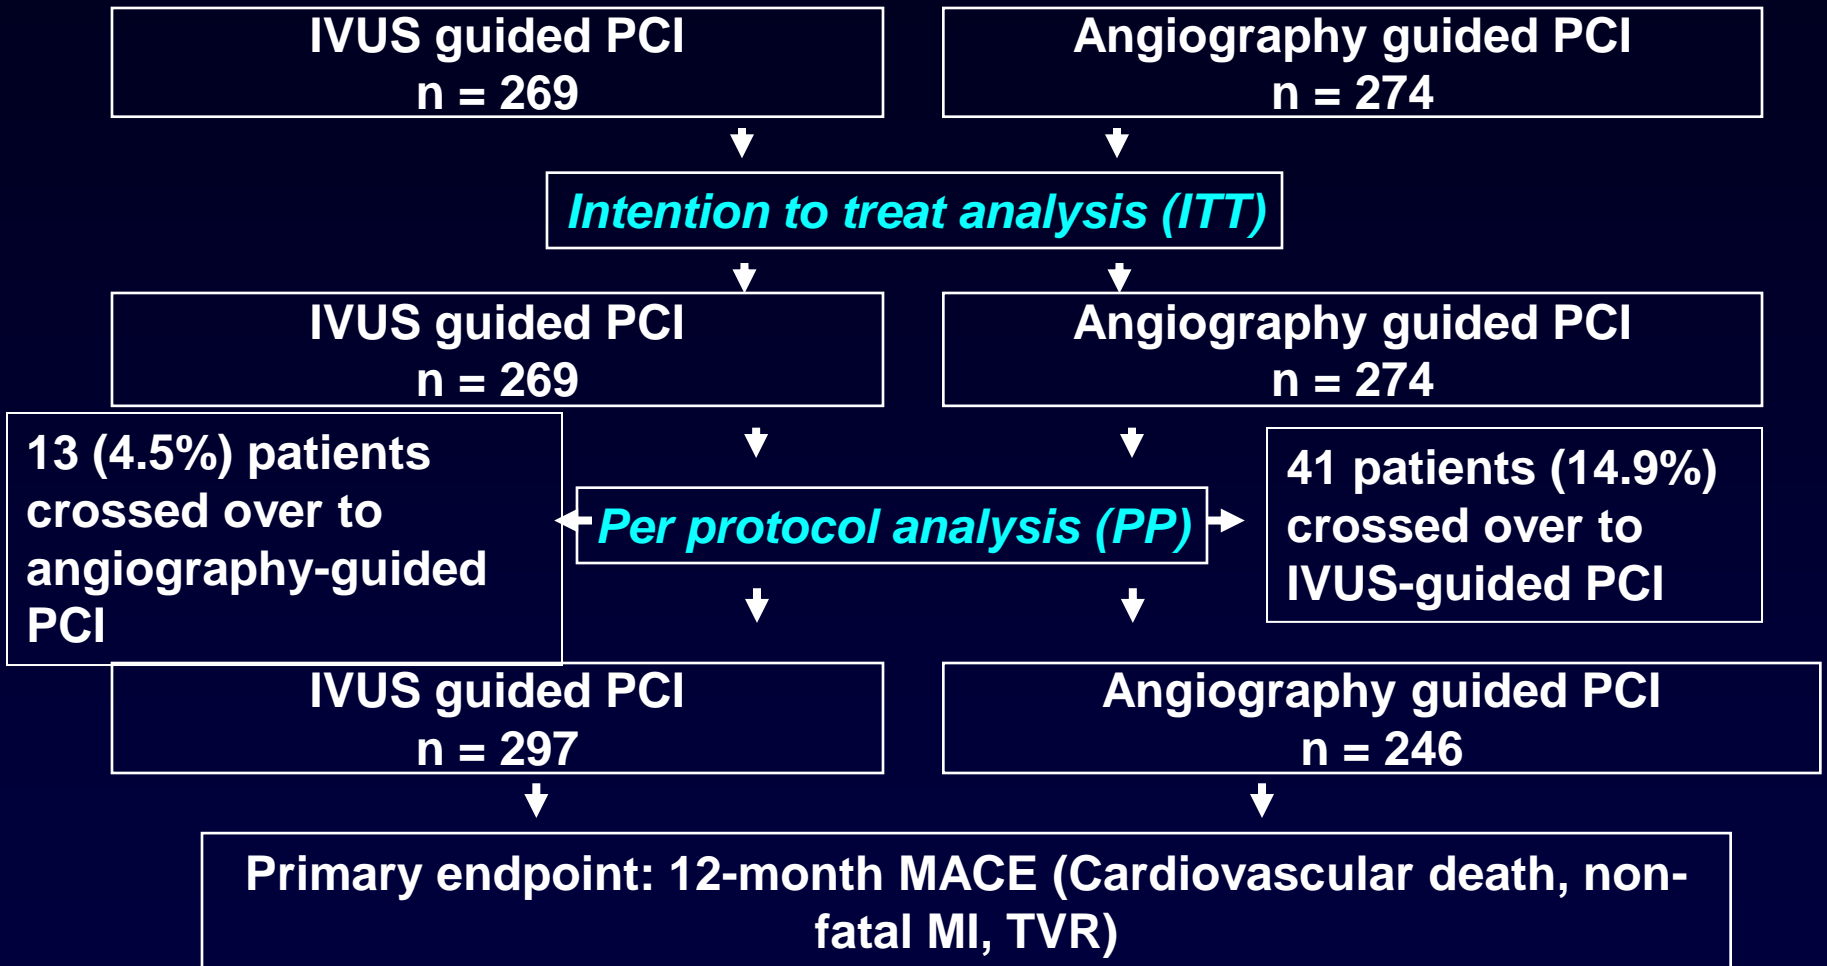 IVUS guided PCI
n = 269
Angiography guided PCI
n = 274
Intention to treat analysis (ITT)
IVUS guided PCI
n = 269
Angiography guided PCI
n = 274
13 (4.5%) patients
crossed over to
angiography-guided
PCI
Per protocol analysis (PP)
41 patients (14.9%)
crossed over to
IVUS-guided PCI
IVUS guided PCI
n = 297
Angiography guided PCI
n = 246
Primary endpoint: 12-month MACE (Cardiovascular death, non-
fatal MI, TVR)